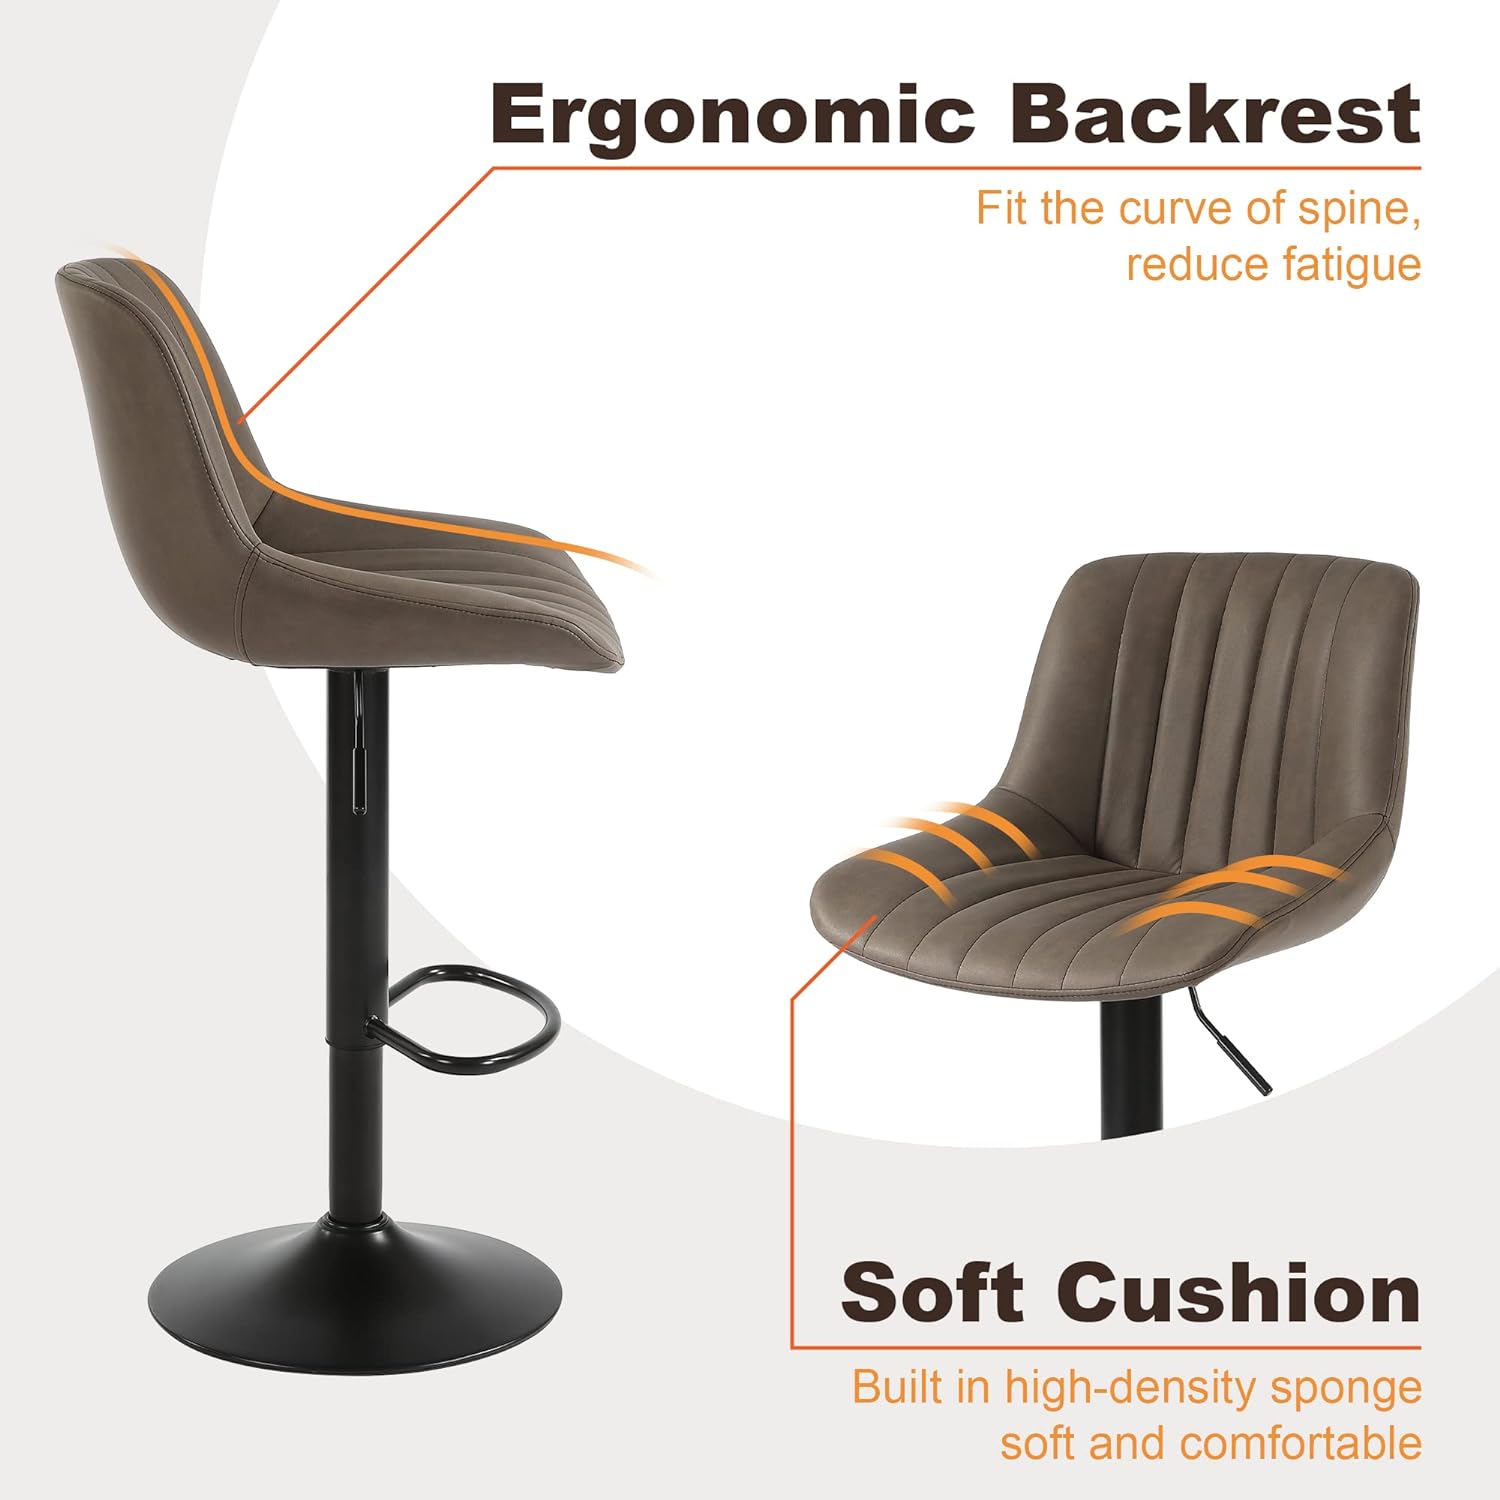 Ergonomic Backrest
Fit the curve of spine,
reduce fatigue
Soft Cushion
Built in high-density sponge
soft and comfortable